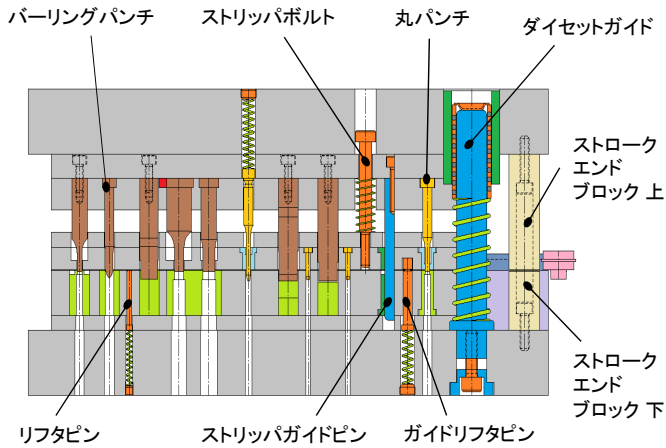 バーリングパンチ
ストリッパボルト
丸パンチ
ダイセットガイド
ストローク
エンド
ブロック 上
ストローク
エンド
ブロック 下
リフタピン
ストリッパガイドピン
ガイドリフタピン